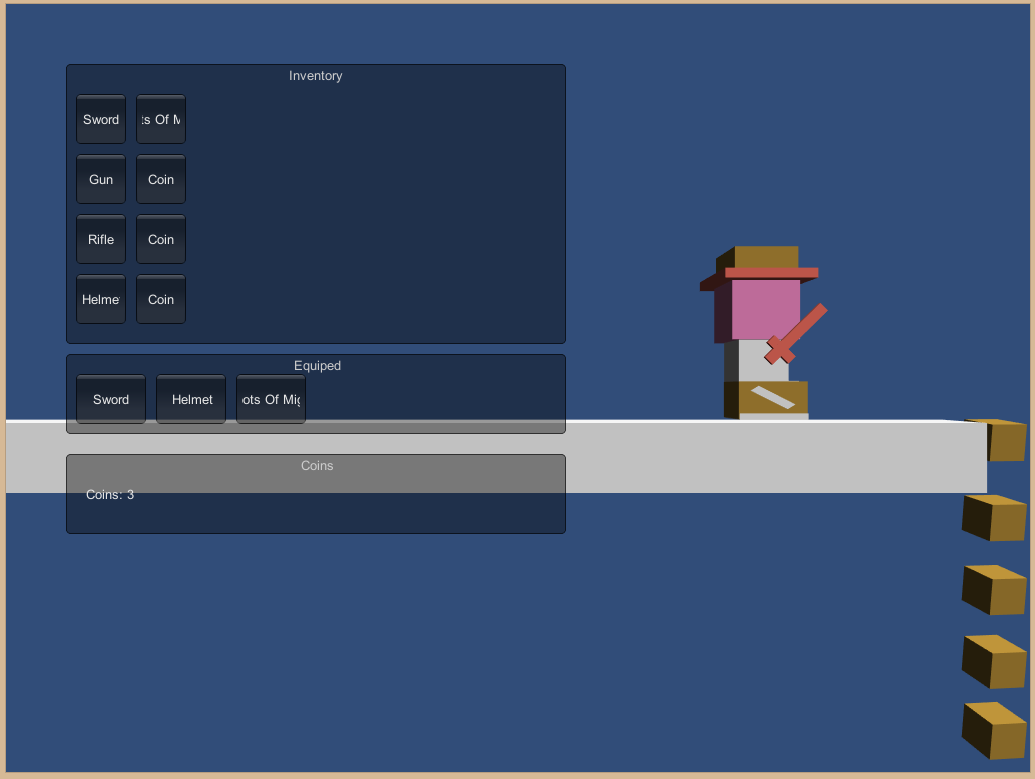 Inventory
Sword
ts Of M
Gun
Coin
Rifle
Coin
Helme
Coin
Equiped
Sword
Helmet
oots Of Mig
Coins
Coins: 3